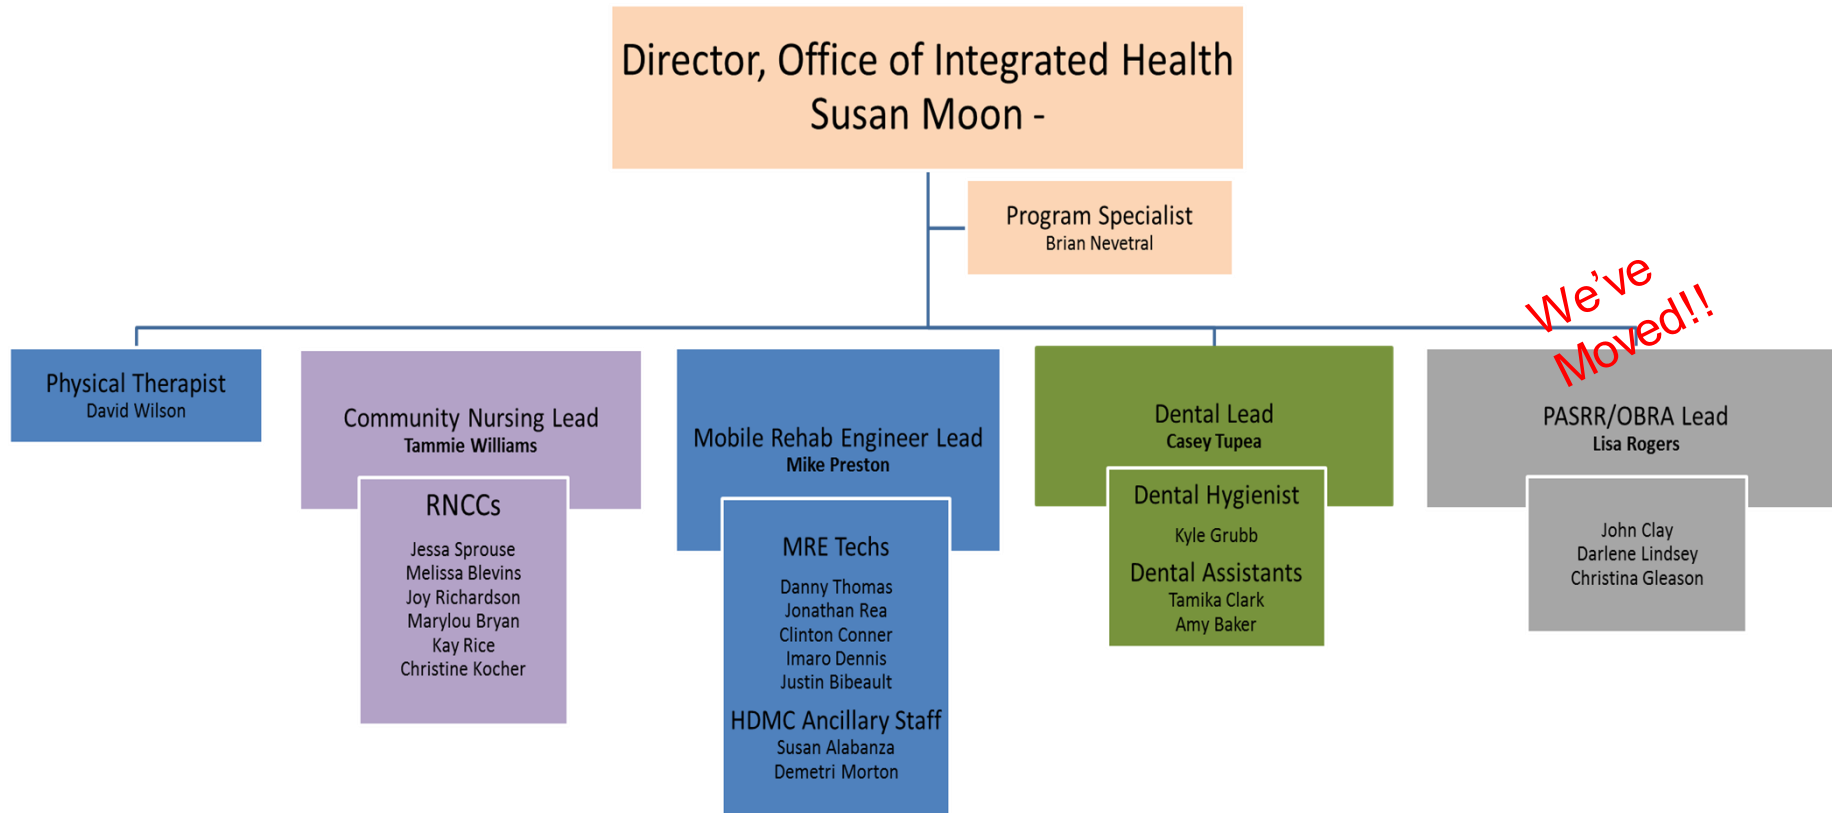 Director, Office of Integrated Health
Susan Moon -
Program Specialist
Brian Nevetral
We've
Moved!!
Physical Therapist
David Wilson
Community Nursing Lead
Tammie Williams
RNCCs
Jessa Sprouse
Melissa Blevins
Joy Richardson
Marylou Bryan
Kay Rice
Christine Kocher
Mobile Rehab Engineer Lead
Mike Preston
MRE Techs
Danny Thomas
Jonathan Rea
Clinton Conner
Imaro Dennis
Justin Bibeault
HDMC Ancillary Staff
Susan Alabanza
Demetri Morton
Dental Lead
Casey Tupea
Dental Hygienist
Kyle Grubb
Dental Assistants
Tamika Clark
Amy Baker
PASRR/OBRA Lead
Lisa Rogers
John Clay
Darlene Lindsey
Christina Gleason